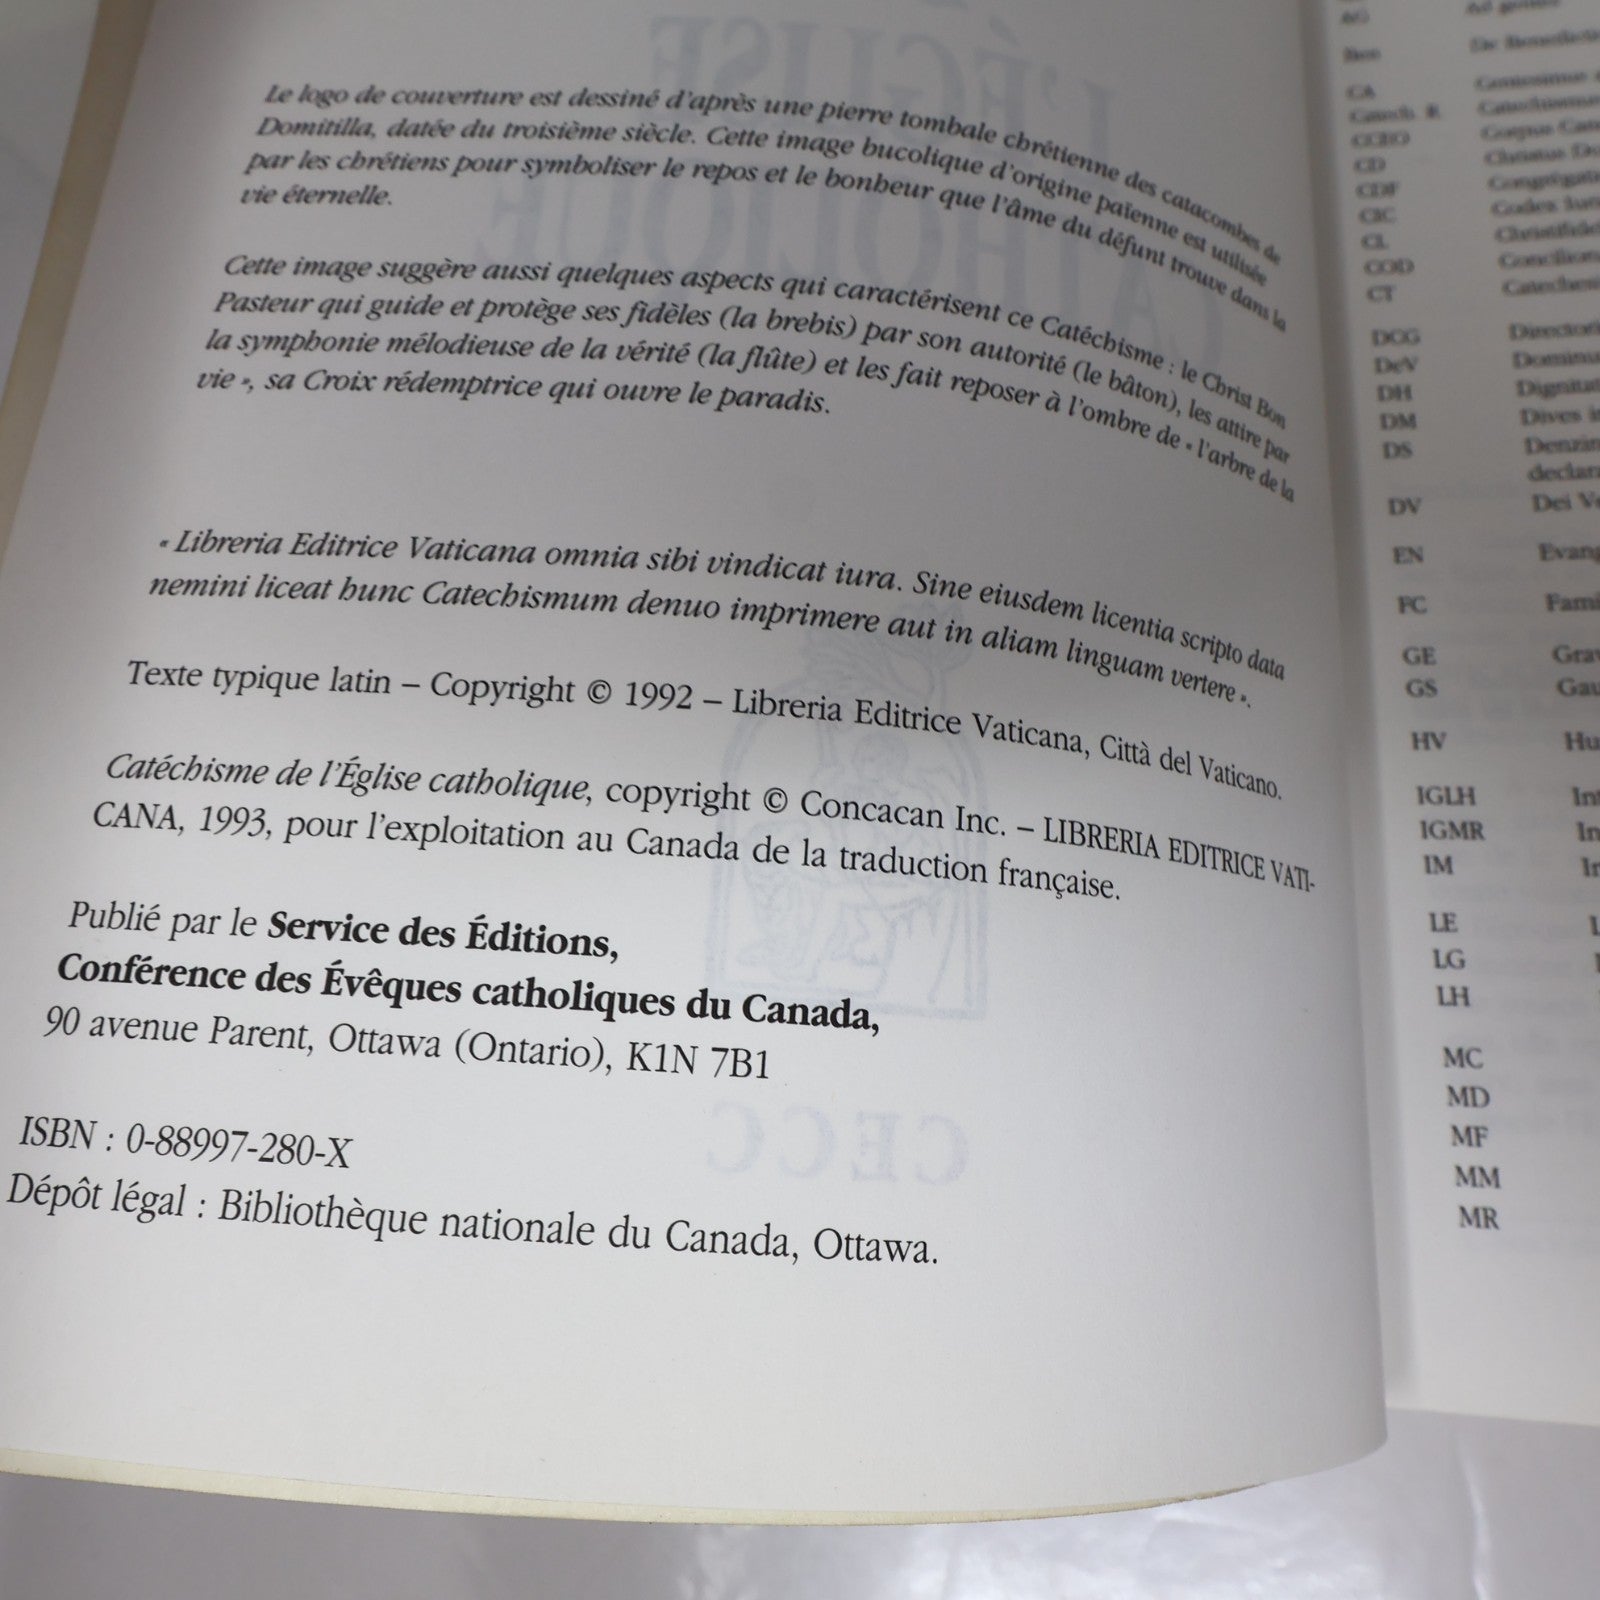 Le logo de couverture est dessiné d'après une pierre tombale chrétienne des catacombes de
Domitilla, datée du troisième siècle. Cette image bucolique d'origine païenne est utilisée
par les chrétiens pour symboliser le repos et le bonheur que l'âme du défunt trouve dans la
vie éternelle.
Cette image suggère aussi quelques aspects qui caractérisent ce Catéchisme : le Christ Bon
Pasteur qui guide et protège ses fidèles (la brebis) par son autorité (le bâton), les attire par
la symphonie mélodieuse de la vérité (la flûte) et les fait reposer à l'ombre de « l'arbre de la
vie », sa Croix rédemptrice qui ouvre le paradis.
« Libreria Editrice Vaticana omnia sibi vindicat iura. Sine eiusdem licentia scripto data
nemini liceat hunc Catechismum denuo imprimere aut in aliam linguam vertere ».
Texte typique latin – Copyright © 1992 – Libreria Editrice Vaticana, Città del Vaticano.
Catéchisme de l'Église catholique, copyright © Concacan Inc. – LIBRERIA EDITRICE VATI-
CANA, 1993, pour l'exploitation au Canada de la traduction française.
Publié par le Service des Éditions,
Conférence des Évêques catholiques du Canada,
90 avenue Parent, Ottawa (Ontario), K1N 7B1
ISBN : 0-88997-280-X
Dépôt légal : Bibliothèque nationale du Canada, Ottawa.
L'ÉGLISE
CATHOLIQUE
CECC
AG
CA
Catech. R.
CCEO
CD
CDF
CIC
CL
COD
CT
DCG
DeV
DH
DM
DS
DV Dei
EN
FC
GE
GS
HV
IGLH
IGMR
IM
LE
LG
LH
MC
MD
MF
MM
MR